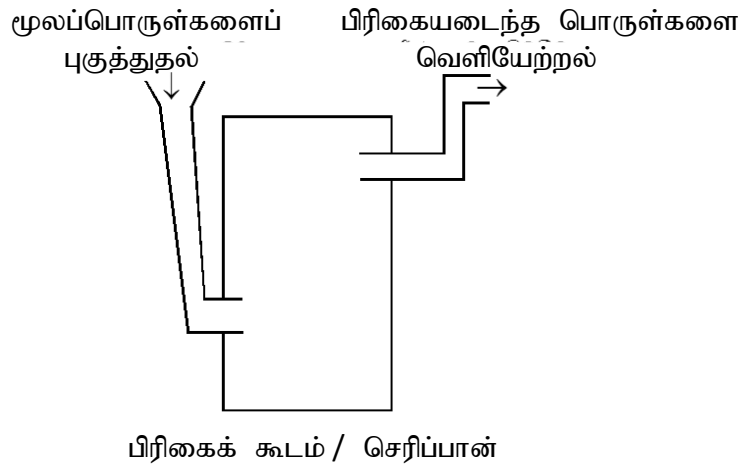 மூலப்பொருள்களைப்
புகுத்துதல்
பிரிகையடைந்த பொருள்களை
வெளியேற்றல்
பிரிகைக் கூடம் / செரிப்பான்